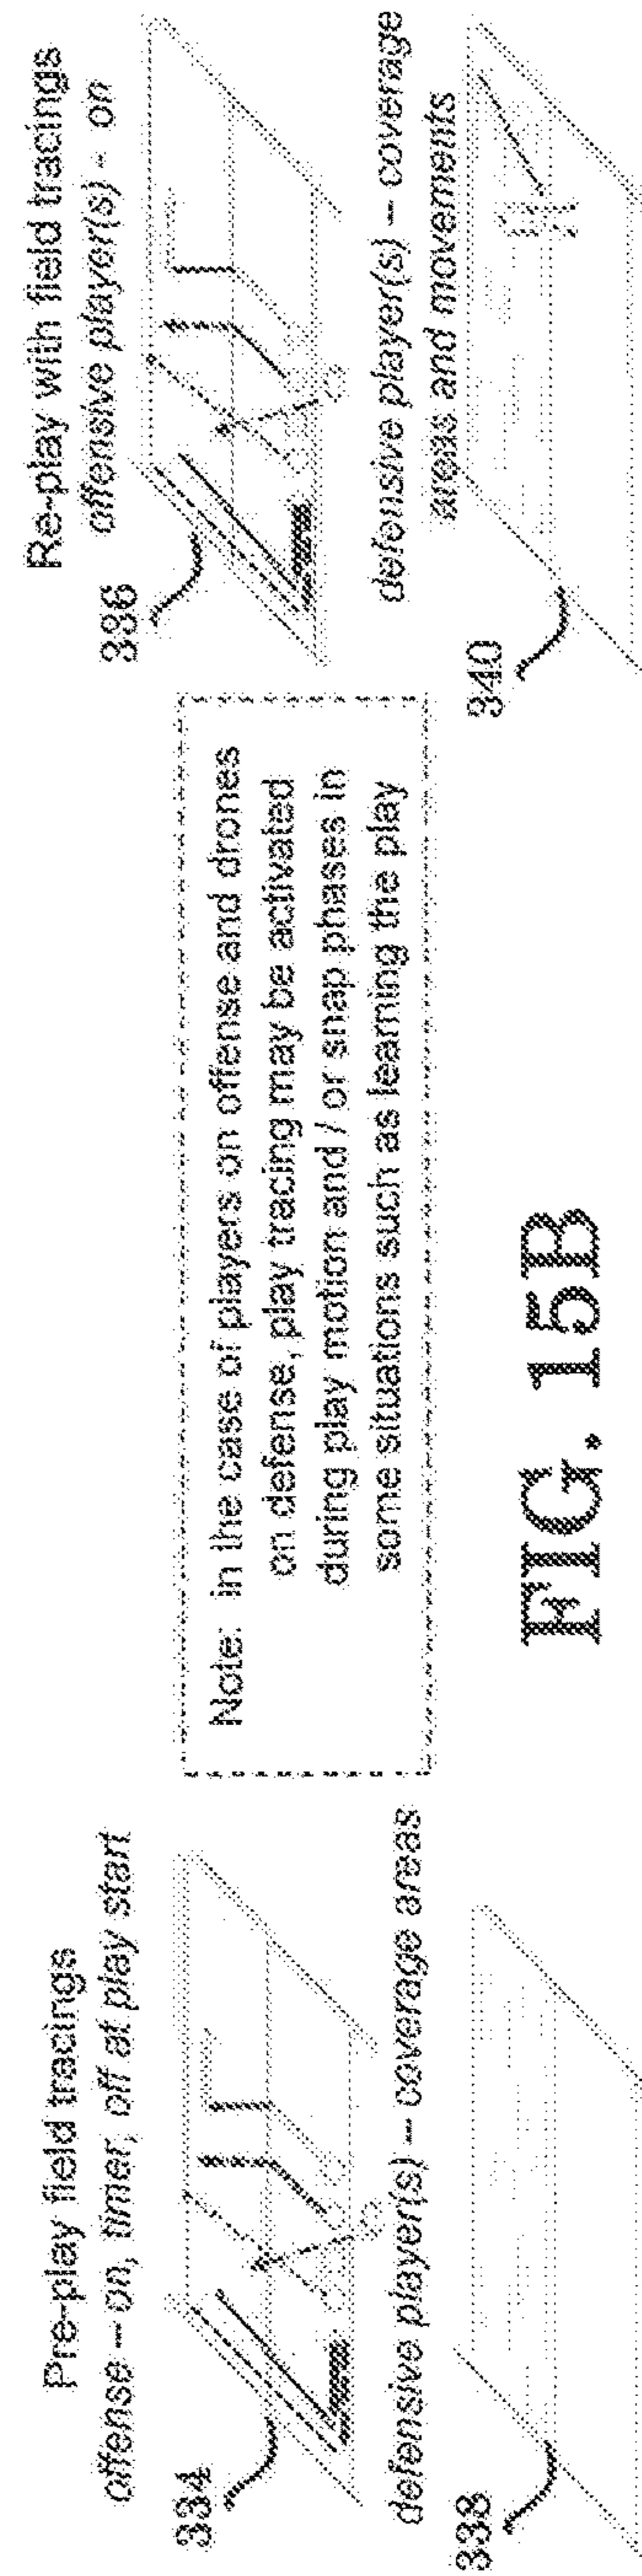 Pre-play field tracings
offense – on, timer, off at play start
334
defensive player(s) – coverage areas
338
Note: in the case of players on offense and drones
on defense, play tracing may be activated
during play motion and / or snap phases in
some situations such as learning the play
FIG. 15B
Re-play with field tracings
offensive player(s) - on
336
defensive player(s) – coverage
areas and movements
340